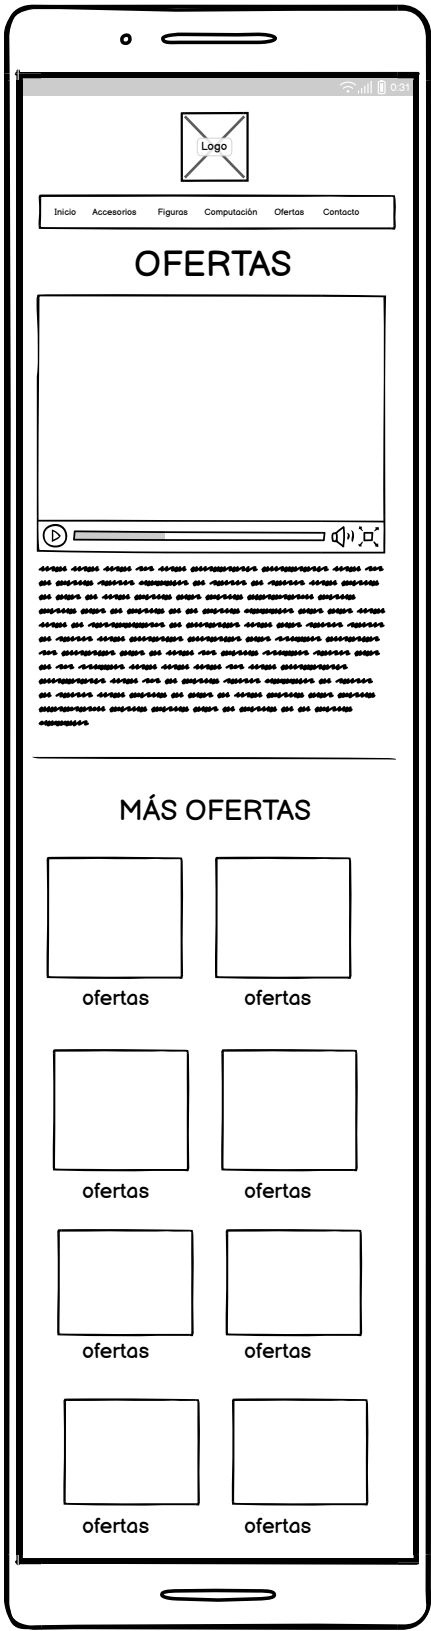 0:31
Logo
Inicio Accesorios Figuras Computación Ofertas Contacto
OFERTAS
MÁS OFERTAS
ofertas ofertas
ofertas ofertas
ofertas ofertas
ofertas ofertas